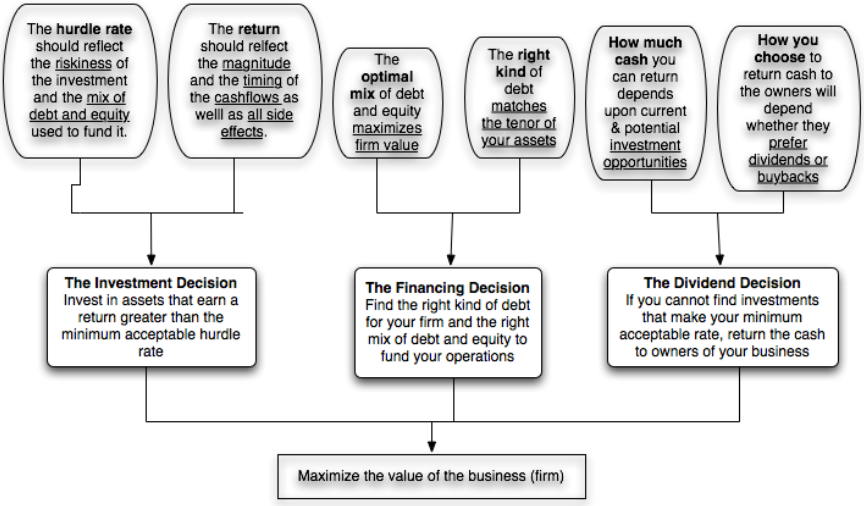 The hurdle rate
should reflect
the riskiness of
the investment
and the mix of
debt and equity
used to fund it.
The return
should relfect
the magnitude
and the timing of
the cashflows as
welll as all side
effects.
The
optimal
mix of debt
and equity
maximizes
firm value
The right
kind of
debt
matches
the tenor of
your assets
How much
cash you
can return
depends
upon current
& potential
investment
opportunities
How you
choose to
return cash to
the owners will
depend
whether they
prefer
dividends or
buybacks
The Investment Decision
Invest in assets that earn a
return greater than the
minimum acceptable hurdle
rate
The Financing Decision
Find the right kind of debt
for your firm and the right
mix of debt and equity to
fund your operations
The Dividend Decision
If you cannot find investments
that make your minimum
acceptable rate, return the cash
to owners of your business
Maximize the value of the business (firm)